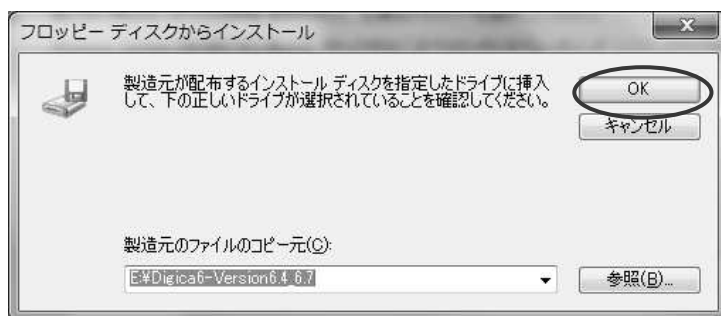 フロッピー ディスクからインストール
製造元が配布するインストール ディスクを指定したドライブに挿入
して、下の正しいドライブが選択されていることを確認してください。
OK
キャンセル
製造元のファイルのコピー元(C):
E:¥Digica6-Version6.4_6.7
参照(B)...